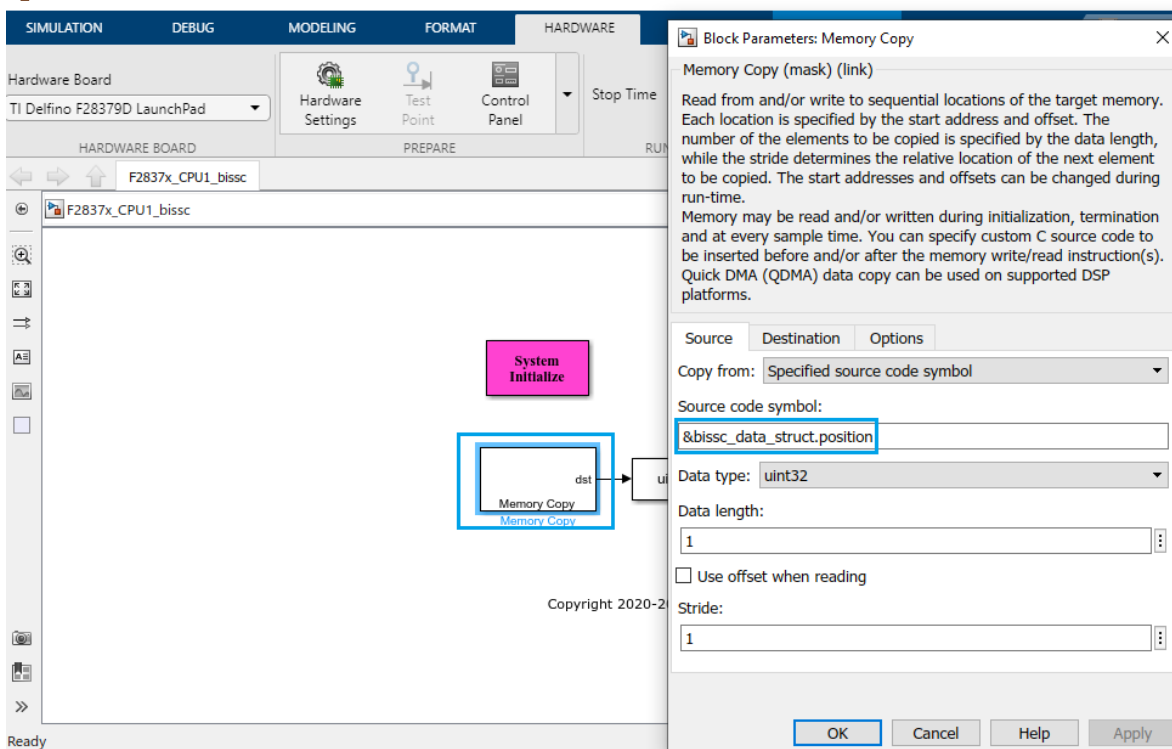 SIMULATION DEBUG MODELING FORMAT HARDWARE
Hardware Board
TI Delfino F28379D LaunchPad
Hardware Settings
Test Point
Control Panel
Stop Time
HARDWARE BOARD PREPARE RUN
F2837x_CPU1_bissc
F2837x_CPU1_bissc
System
Initialize
dst
ui
Memory Copy
Memory Copy
Copyright 2020-2
Ready
Block Parameters: Memory Copy
Memory Copy (mask) (link)
Read from and/or write to sequential locations of the target memory.
Each location is specified by the start address and offset. The
number of the elements to be copied is specified by the data length,
while the stride determines the relative location of the next element
to be copied. The start addresses and offsets can be changed during
run-time.
Memory may be read and/or written during initialization, termination
and at every sample time. You can specify custom C source code to
be inserted before and/or after the memory write/read instruction(s).
Quick DMA (QDMA) data copy can be used on supported DSP
platforms.
Source Destination Options
Copy from: Specified source code symbol
Source code symbol:
&bissc_data_struct.position
Data type: uint32
Data length:
1
Use offset when reading
Stride:
1
OK Cancel Help Apply